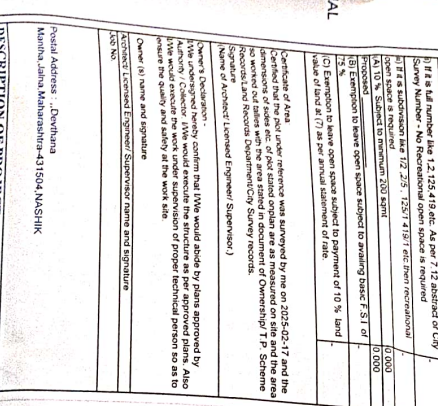 AL
) If it is full number like 1,2,125,419,etc. As per 7/12 abstract of City
Survey Number - No Recreational open space is required
) If it is subdivision like 1/2 ,2/5 , 125/1 419/1 etc then recreational
open space is required
(A) 10 % Subject to minimum 200 sqmt
0.000
Proposed
0.000
(B) Exemption to leave open space subject to availing basic F.S.I of
75 %
(C) Exemption to leave open space subject to payment of 10 % land
value of land at (7) as per annual statement of rate.
Certificate of Area:
Certified that the plot under reference was surveyed by me on 2025-02-17 and the
dimensions of sides etc. of plot stated onplan are as measured on site and the area
so worked out tallies with the area stated in document of Ownership/ T.P. Scheme
Records/Land Records Department/City Survey records.
Signature
(Name of Architect/ Licensed Engineer/ Supervisor.)
Owner's Declaration -
I/We undersigned hereby confirm that I/We would abide by plans approved by
Authority / Collector. I/We would execute the structure as per approved plans. Also
I/We would execute the work under supervision of proper technical person so as to
ensure the quality and safety at the work site.
Owner (s) name and signature
Architect/ Licensed Engineer/ Supervisor name and signature
Job No.
Postal Address : ,,Devthana
Mantha,Jalna,Maharashtra-431504,NASHIK